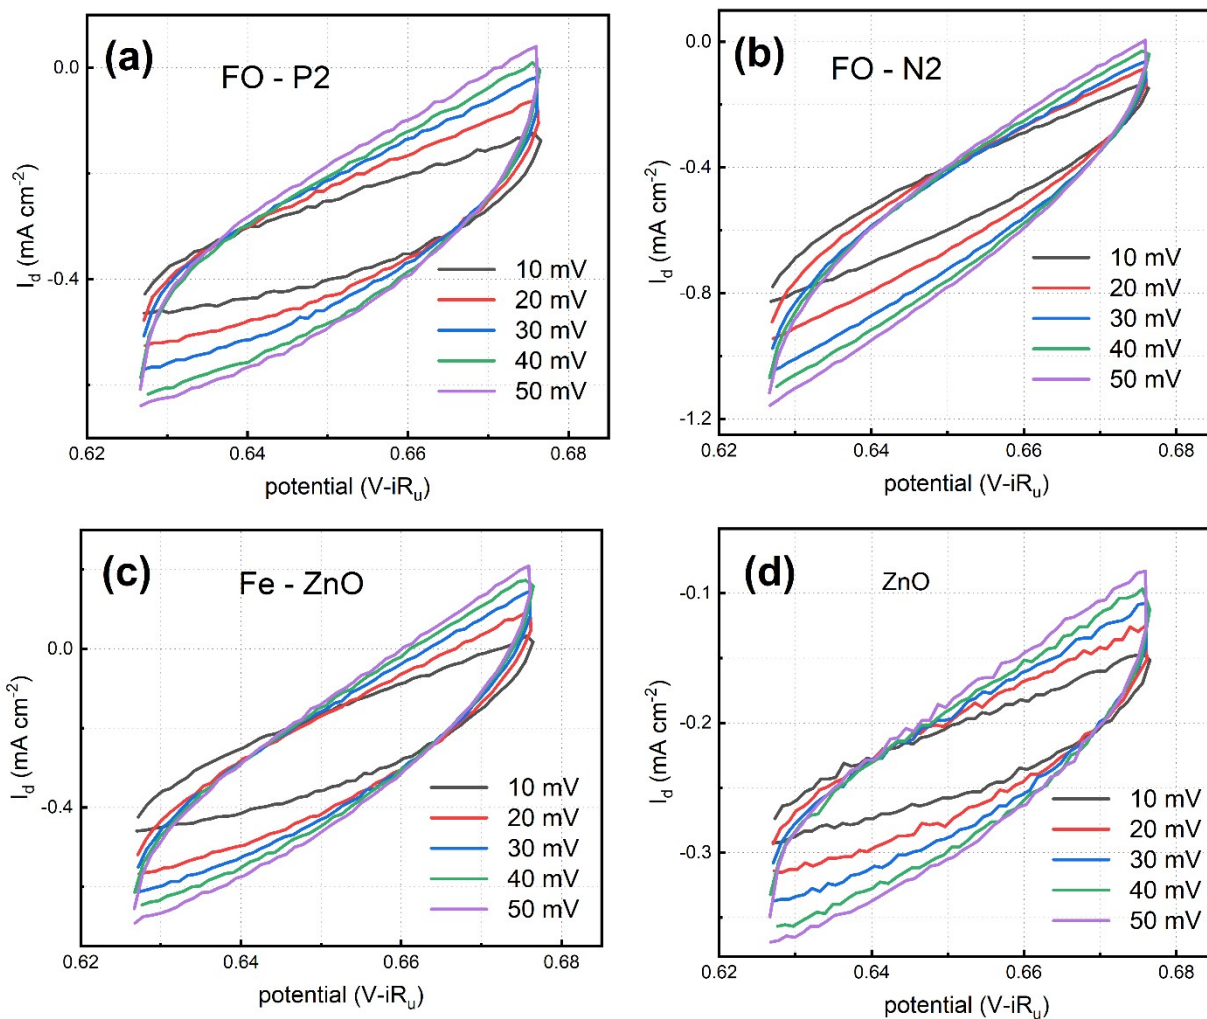 (a)
FO - P2
0.0
-0.4
I_d (mA cm^-2)
10 mV
20 mV
30 mV
40 mV
50 mV
0.62 0.64 0.66 0.68
potential (V-iR_u)
(b)
FO - N2
0.0
-0.4
-0.8
-1.2
I_d (mA cm^-2)
10 mV
20 mV
30 mV
40 mV
50 mV
0.62 0.64 0.66 0.68
potential (V-iR_u)
(c)
Fe - ZnO
0.0
-0.4
I_d (mA cm^-2)
10 mV
20 mV
30 mV
40 mV
50 mV
0.62 0.64 0.66 0.68
potential (V-iR_u)
(d)
ZnO
-0.1
-0.2
-0.3
I_d (mA cm^-2)
10 mV
20 mV
30 mV
40 mV
50 mV
0.62 0.64 0.66 0.68
potential (V-iR_u)